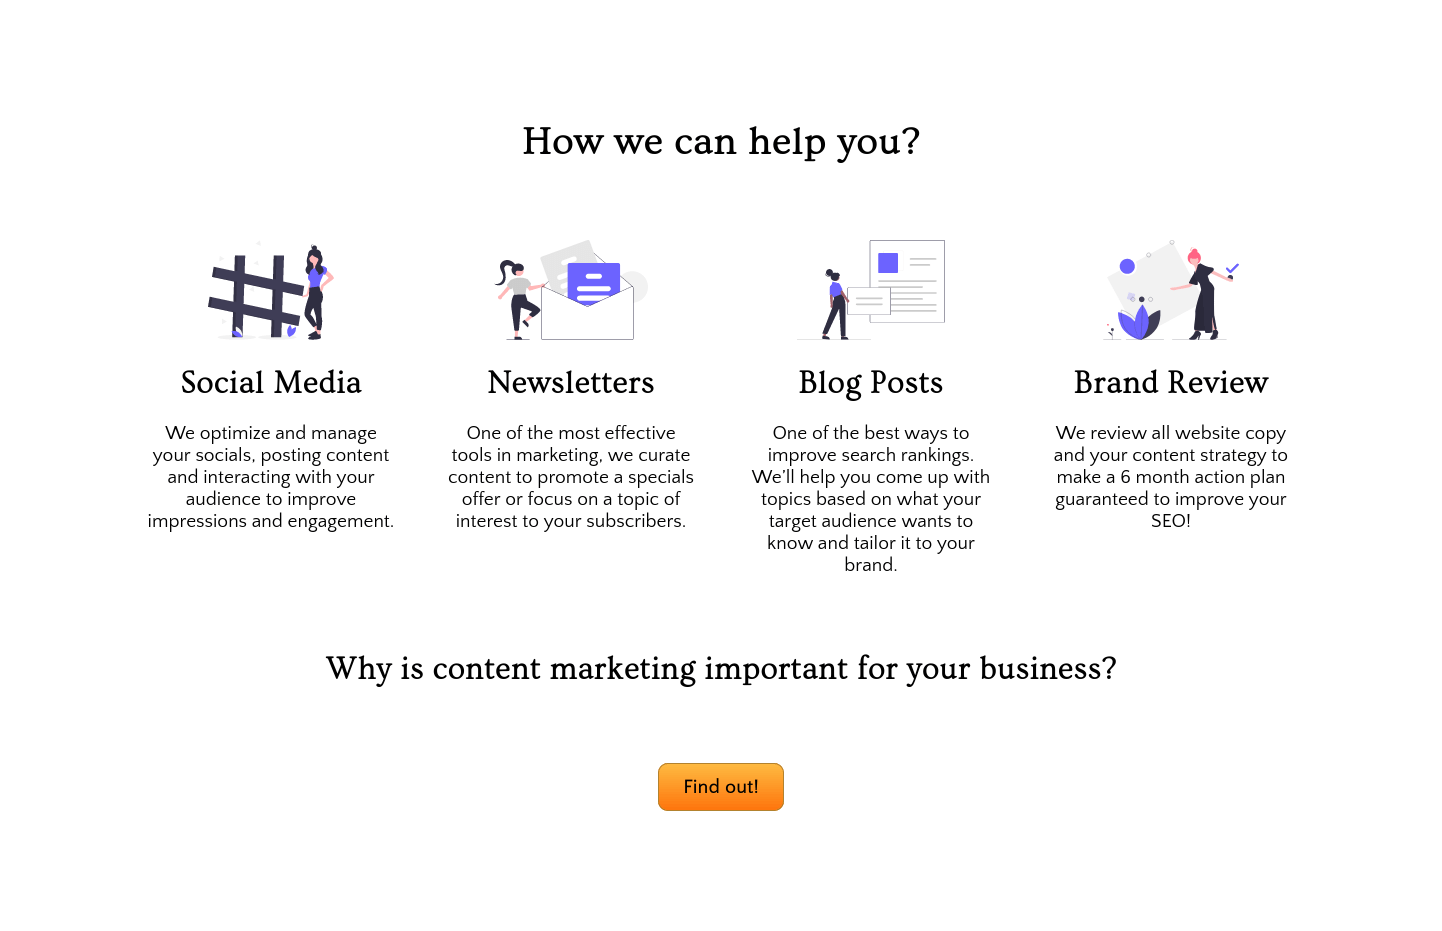 How we can help you?
Social Media
We optimize and manage
your socials, posting content
and interacting with your
audience to improve
impressions and engagement.
Newsletters
One of the most effective
tools in marketing, we curate
content to promote a specials
offer or focus on a topic of
interest to your subscribers.
Blog Posts
One of the best ways to
improve search rankings.
We'll help you come up with
topics based on what your
target audience wants to
know and tailor it to your
brand.
Brand Review
We review all website copy
and your content strategy to
make a 6 month action plan
guaranteed to improve your
SEO!
Why is content marketing important for your business?
Find out!